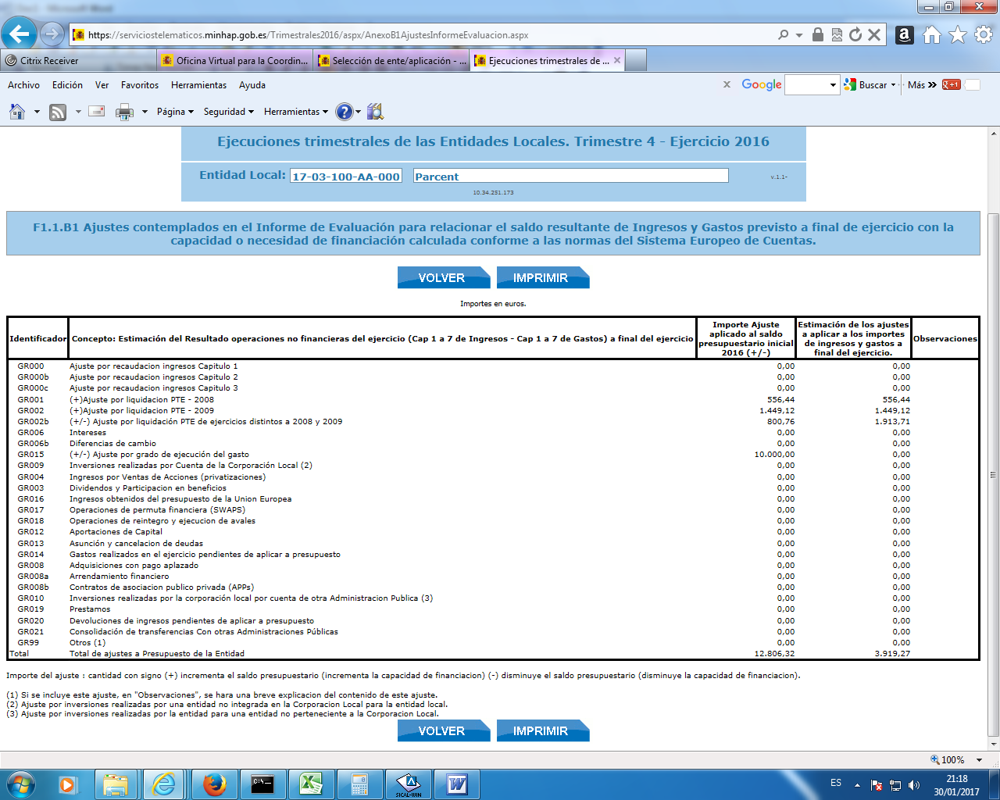 https://serviciostelematicos.minhap.gob.es/Trimestrales2016/aspx/AnexoB1AjustesInformeEvaluacion.aspx
Citrix Receiver
Oficina Virtual para la Coordin...
Selección de ente/aplicación - ...
Ejecuciones trimestrales de ...
Archivo Edición Ver Favoritos Herramientas Ayuda
x Google Buscar Más
Página Seguridad Herramientas
Ejecuciones trimestrales de las Entidades Locales. Trimestre 4 - Ejercicio 2016
Entidad Local: 17-03-100-AA-000 Parcent v.1.1-
10.34.251.173
F1.1.B1 Ajustes contemplados en el Informe de Evaluación para relacionar el saldo resultante de Ingresos y Gastos previsto a final de ejercicio con la
capacidad o necesidad de financiación calculada conforme a las normas del Sistema Europeo de Cuentas.
VOLVER IMPRIMIR
Importes en euros.
Identificador
Concepto: Estimación del Resultado operaciones no financieras del ejercicio (Cap 1 a 7 de Ingresos - Cap 1 a 7 de Gastos) a final del ejercicio
Importe Ajuste
aplicado al saldo
presupuestario inicial
2016 (+/-)
Estimación de los ajustes
a aplicar a los importes
de ingresos y gastos a
final del ejercicio.
Observaciones
GR000 Ajuste por recaudacion ingresos Capitulo 1 0,00 0,00
GR000b Ajuste por recaudacion ingresos Capitulo 2 0,00 0,00
GR000c Ajuste por recaudacion ingresos Capitulo 3 0,00 0,00
GR001 (+)Ajuste por liquidacion PTE - 2008 556,44 556,44
GR002 (+)Ajuste por liquidacion PTE - 2009 1.449,12 1.449,12
GR002b (+/-) Ajuste por liquidación PTE de ejercicios distintos a 2008 y 2009 800,76 1.913,71
GR006 Intereses 0,00 0,00
GR006b Diferencias de cambio 0,00 0,00
GR015 (+/-) Ajuste por grado de ejecución del gasto 10.000,00 0,00
GR009 Inversiones realizadas por Cuenta de la Corporación Local (2) 0,00 0,00
GR004 Ingresos por Ventas de Acciones (privatizaciones) 0,00 0,00
GR003 Dividendos y Participacion en beneficios 0,00 0,00
GR016 Ingresos obtenidos del presupuesto de la Union Europea 0,00 0,00
GR017 Operaciones de permuta financiera (SWAPS) 0,00 0,00
GR018 Operaciones de reintegro y ejecucion de avales 0,00 0,00
GR012 Aportaciones de Capital 0,00 0,00
GR013 Asunción y cancelacion de deudas 0,00 0,00
GR014 Gastos realizados en el ejercicio pendientes de aplicar a presupuesto 0,00 0,00
GR008 Adquisiciones con pago aplazado 0,00 0,00
GR008a Arrendamiento financiero 0,00 0,00
GR008b Contratos de asociacion publico privada (APPs) 0,00 0,00
GR010 Inversiones realizadas por la corporación local por cuenta de otra Administracion Publica (3) 0,00 0,00
GR019 Prestamos 0,00 0,00
GR020 Devoluciones de ingresos pendientes de aplicar a presupuesto 0,00 0,00
GR021 Consolidación de transferencias Con otras Administraciones Públicas 0,00 0,00
GR99 Otros (1) 0,00 0,00
Total Total de ajustes a Presupuesto de la Entidad 12.806,32 3.919,27
Importe del ajuste : cantidad con signo (+) incrementa el saldo presupuestario (incrementa la capacidad de financiacion) (-) disminuye el saldo presupuestario (disminuye la capacidad de financiacion).
(1) Si se incluye este ajuste, en "Observaciones", se hara una breve explicacion del contenido de este ajuste.
(2) Ajuste por inversiones realizadas por una entidad no integrada en la Corporacion Local para la entidad local.
(3) Ajuste por inversiones realizadas por la entidad para una entidad no perteneciente a la Corporacion Local.
VOLVER IMPRIMIR
100%
SICAL-WIN
ES
21:18
30/01/2017